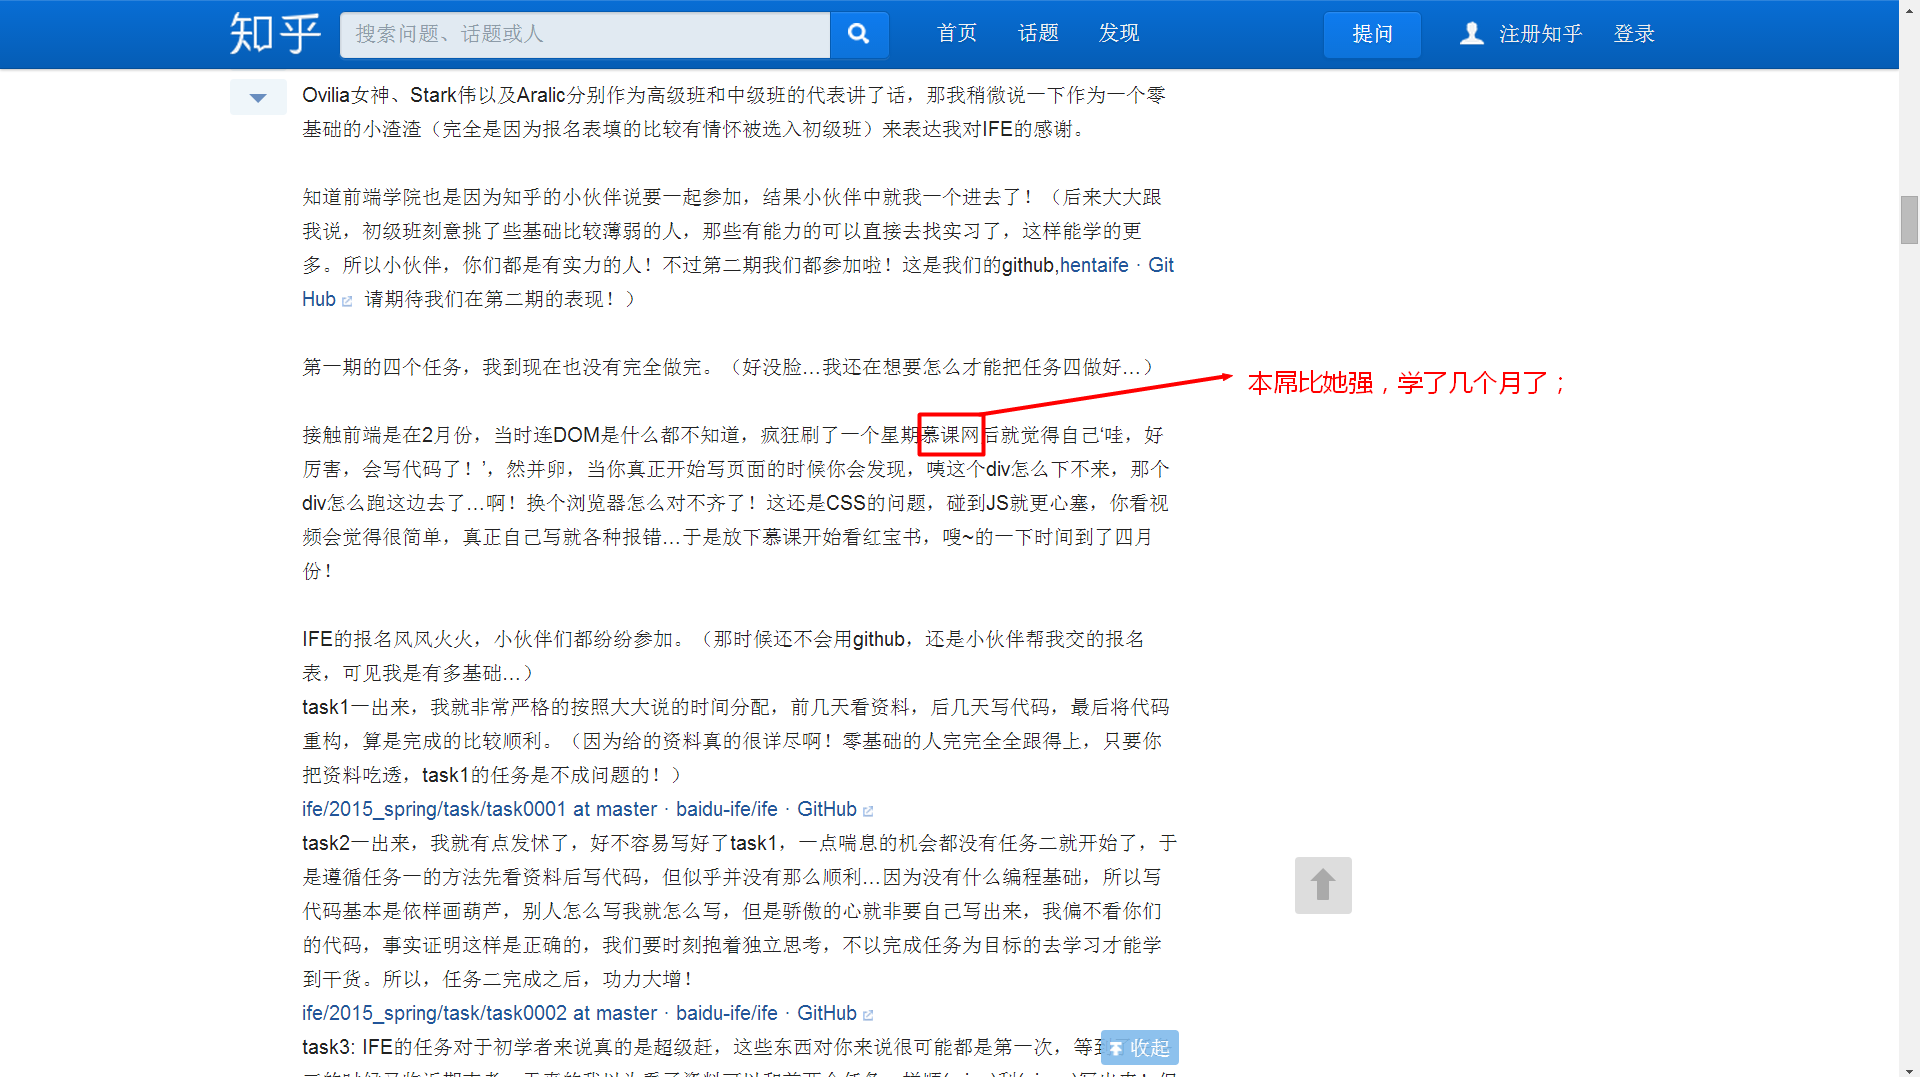 知乎
搜索问题、话题或人
首页 话题 发现
提问
注册知乎 登录
Ovilia女神、Stark伟以及Aralic分别作为高级班和中级班的代表讲了话，那我稍微说一下作为一个零
基础的小渣渣（完全是因为报名表填的比较有情怀被选入初级班）来表达我对IFE的感谢。
知道前端学院也是因为知乎的小伙伴说要一起参加，结果小伙伴中就我一个进去了！（后来大大跟
我说，初级班刻意挑了些基础比较薄弱的人，那些有能力的可以直接去找实习了，这样能学的更
多。所以小伙伴，你们都是有实力的人！不过第二期我们都参加啦！这是我们的github,hentaife · Git
Hub 请期待我们在第二期的表现！）
第一期的四个任务，我到现在也没有完全做完。（好没脸...我还在想要怎么才能把任务四做好...）
本屌比她强，学了几个月了；
接触前端是在2月份，当时连DOM是什么都不知道，疯狂刷了一个星期慕课网后就觉得自己‘哇，好
厉害，会写代码了！’，然并卵，当你真正开始写页面的时候你会发现，咦这个div怎么下不来，那个
div怎么跑这边去了...啊！换个浏览器怎么对不齐了！这还是CSS的问题，碰到JS就更心塞，你看视
频会觉得很简单，真正自己写就各种报错...于是放下慕课开始看红宝书，嗖~的一下时间到了四月
份！
IFE的报名风风火火，小伙伴们都纷纷参加。（那时候还不会用github，还是小伙伴帮我交的报名
表，可见我是有多基础...）
task1一出来，我就非常严格的按照大大说的时间分配，前几天看资料，后几天写代码，最后将代码
重构，算是完成的比较顺利。（因为给的资料真的很详尽啊！零基础的人完完全全跟得上，只要你
把资料吃透，task1的任务是不成问题的！）
ife/2015_spring/task/task0001 at master · baidu-ife/ife · GitHub
task2一出来，我就有点发怵了，好不容易写好了task1，一点喘息的机会都没有任务二就开始了，于
是遵循任务一的方法先看资料后写代码，但似乎并没有那么顺利...因为没有什么编程基础，所以写
代码基本是依样画葫芦，别人怎么写我就怎么写，但是骄傲的心就非要自己写出来，我偏不看你们
的代码，事实证明这样是正确的，我们要时刻抱着独立思考，不以完成任务为目标的去学习才能学
到干货。所以，任务二完成之后，功力大增！
ife/2015_spring/task/task0002 at master · baidu-ife/ife · GitHub
task3: IFE的任务对于初学者来说真的是超级赶，这些东西对你来说很可能都是第一次，等到
收起